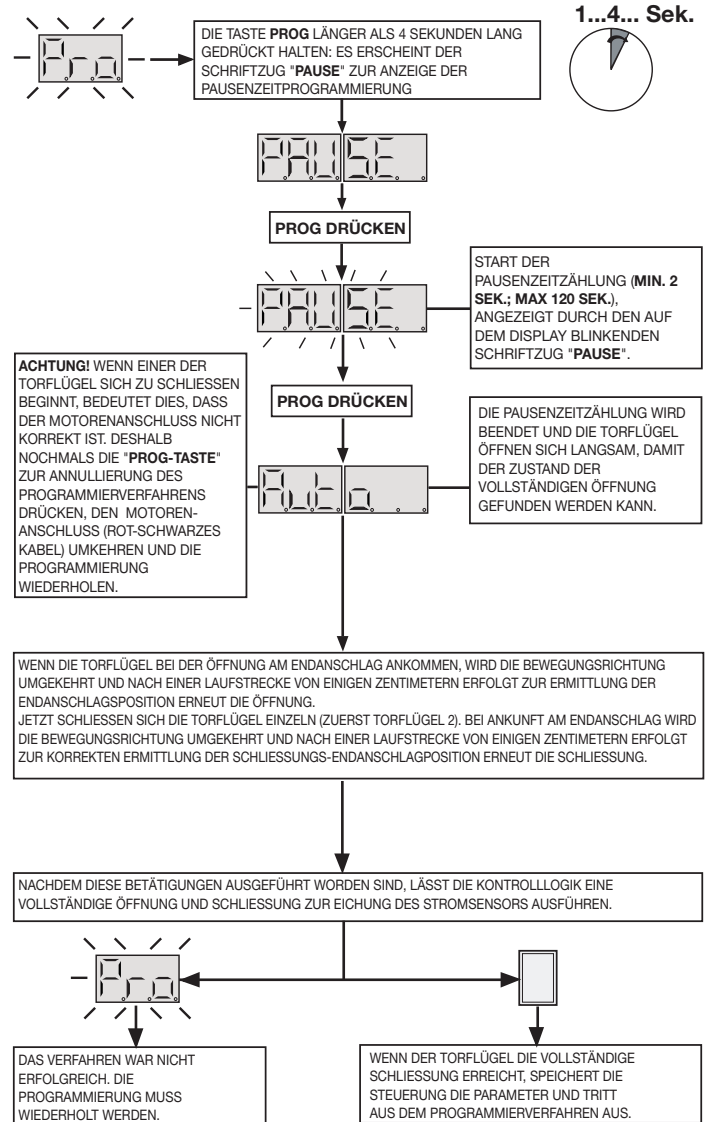 1...4... Sek.
Pro
DIE TASTE PROG LÄNGER ALS 4 SEKUNDEN LANG
GEDRÜCKT HALTEN: ES ERSCHEINT DER
SCHRIFTZUG "PAUSE" ZUR ANZEIGE DER
PAUSENZEITPROGRAMMIERUNG
PAUSE
PROG DRÜCKEN
PAUSE
START DER
PAUSENZEITZÄHLUNG (MIN. 2
SEK.; MAX 120 SEK.),
ANGEZEIGT DURCH DEN AUF
DEM DISPLAY BLINKENDEN
SCHRIFTZUG "PAUSE".
ACHTUNG! WENN EINER DER
TORFLÜGEL SICH ZU SCHLIESSEN
BEGINNT, BEDEUTET DIES, DASS
DER MOTORENANSCHLUSS NICHT
KORREKT IST. DESHALB
NOCHMALS DIE "PROG-TASTE"
ZUR ANNULLIERUNG DES
PROGRAMMIERVERFAHRENS
DRÜCKEN, DEN MOTOREN-
ANSCHLUSS (ROT-SCHWARZES
KABEL) UMKEHREN UND DIE
PROGRAMMIERUNG
WIEDERHOLEN.
PROG DRÜCKEN
Auto
DIE PAUSENZEITZÄHLUNG WIRD
BEENDET UND DIE TORFLÜGEL
ÖFFNEN SICH LANGSAM, DAMIT
DER ZUSTAND DER
VOLLSTÄNDIGEN ÖFFNUNG
GEFUNDEN WERDEN KANN.
WENN DIE TORFLÜGEL BEI DER ÖFFNUNG AM ENDANSCHLAG ANKOMMEN, WIRD DIE BEWEGUNGSRICHTUNG
UMGEKEHRT UND NACH EINER LAUFSTRECKE VON EINIGEN ZENTIMETERN ERFOLGT ZUR ERMITTLUNG DER
ENDANSCHLAGSPOSITION ERNEUT DIE ÖFFNUNG.
JETZT SCHLIESSEN SICH DIE TORFLÜGEL EINZELN (ZUERST TORFLÜGEL 2). BEI ANKUNFT AM ENDANSCHLAG WIRD
DIE BEWEGUNGSRICHTUNG UMGEKEHRT UND NACH EINER LAUFSTRECKE VON EINIGEN ZENTIMETERN ERFOLGT
ZUR KORREKTEN ERMITTLUNG DER SCHLIESSUNGS-ENDANSCHLAGPOSITION ERNEUT DIE SCHLIESSUNG.
NACHDEM DIESE BETÄTIGUNGEN AUSGEFÜHRT WORDEN SIND, LÄSST DIE KONTROLLLOGIK EINE
VOLLSTÄNDIGE ÖFFNUNG UND SCHLIESSUNG ZUR EICHUNG DES STROMSENSORS AUSFÜHREN.
Pro
DAS VERFAHREN WAR NICHT
ERFOLGREICH. DIE
PROGRAMMIERUNG MUSS
WIEDERHOLT WERDEN.
WENN DER TORFLÜGEL DIE VOLLSTÄNDIGE
SCHLIESSUNG ERREICHT, SPEICHERT DIE
STEUERUNG DIE PARAMETER UND TRITT
AUS DEM PROGRAMMIERVERFAHREN AUS.